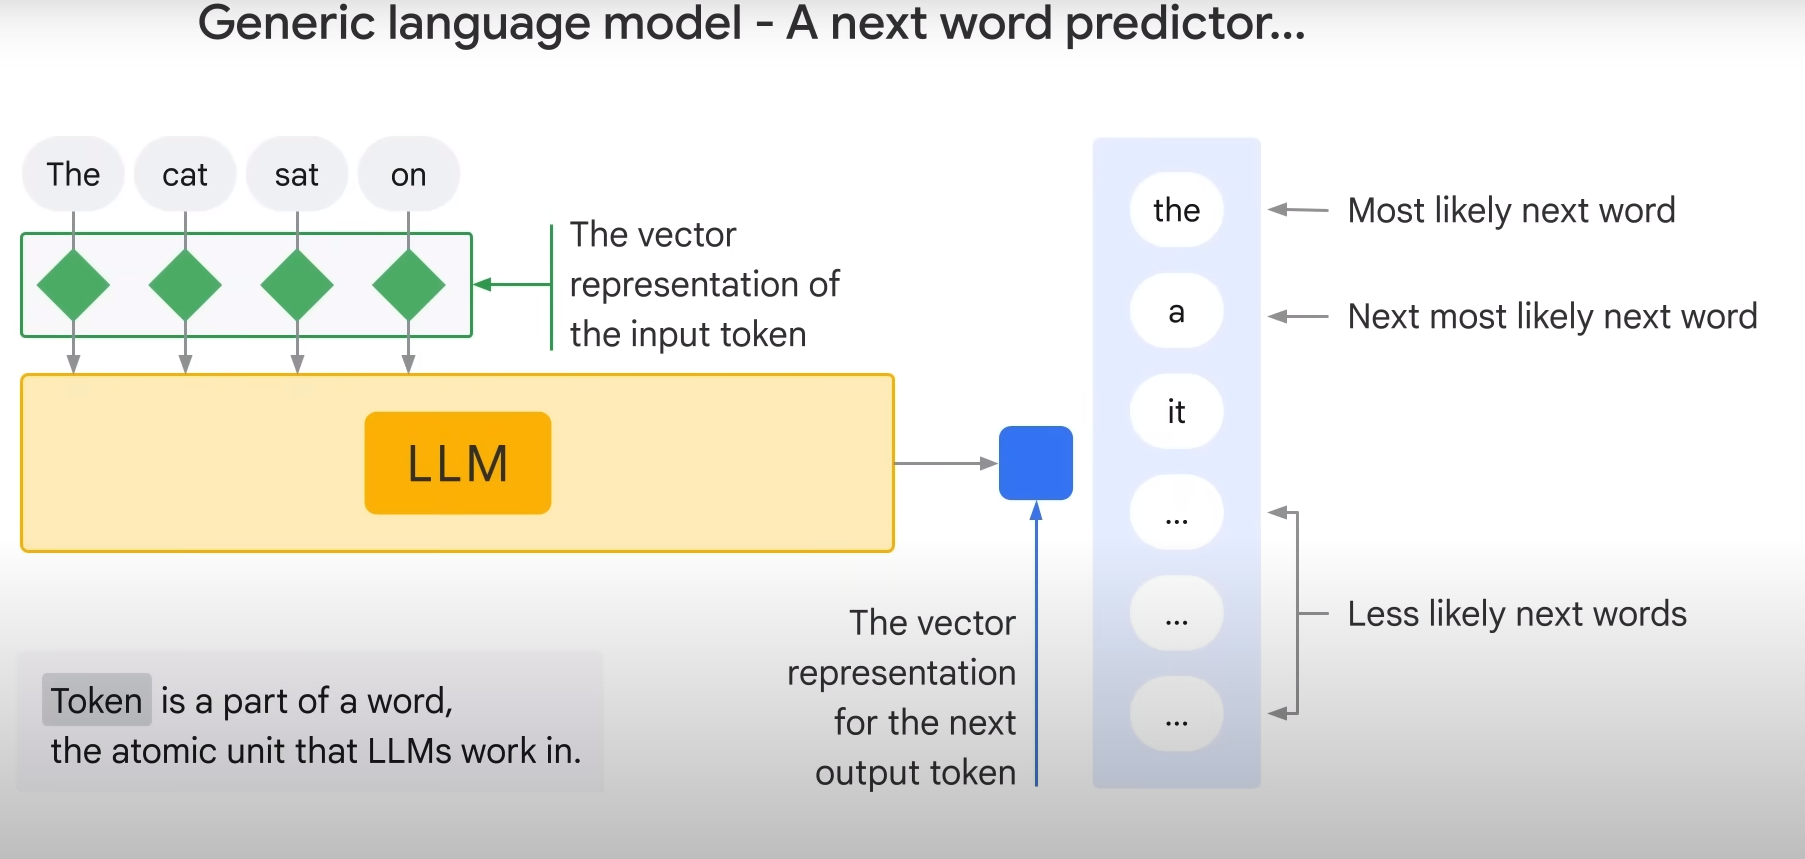 Generic language model - A next word predictor...
The cat sat on
The vector
representation of
the input token
LLM
the
a
it
...
...
...
Most likely next word
Next most likely next word
Less likely next words
The vector
representation
for the next
output token
Token is a part of a word,
the atomic unit that LLMs work in.